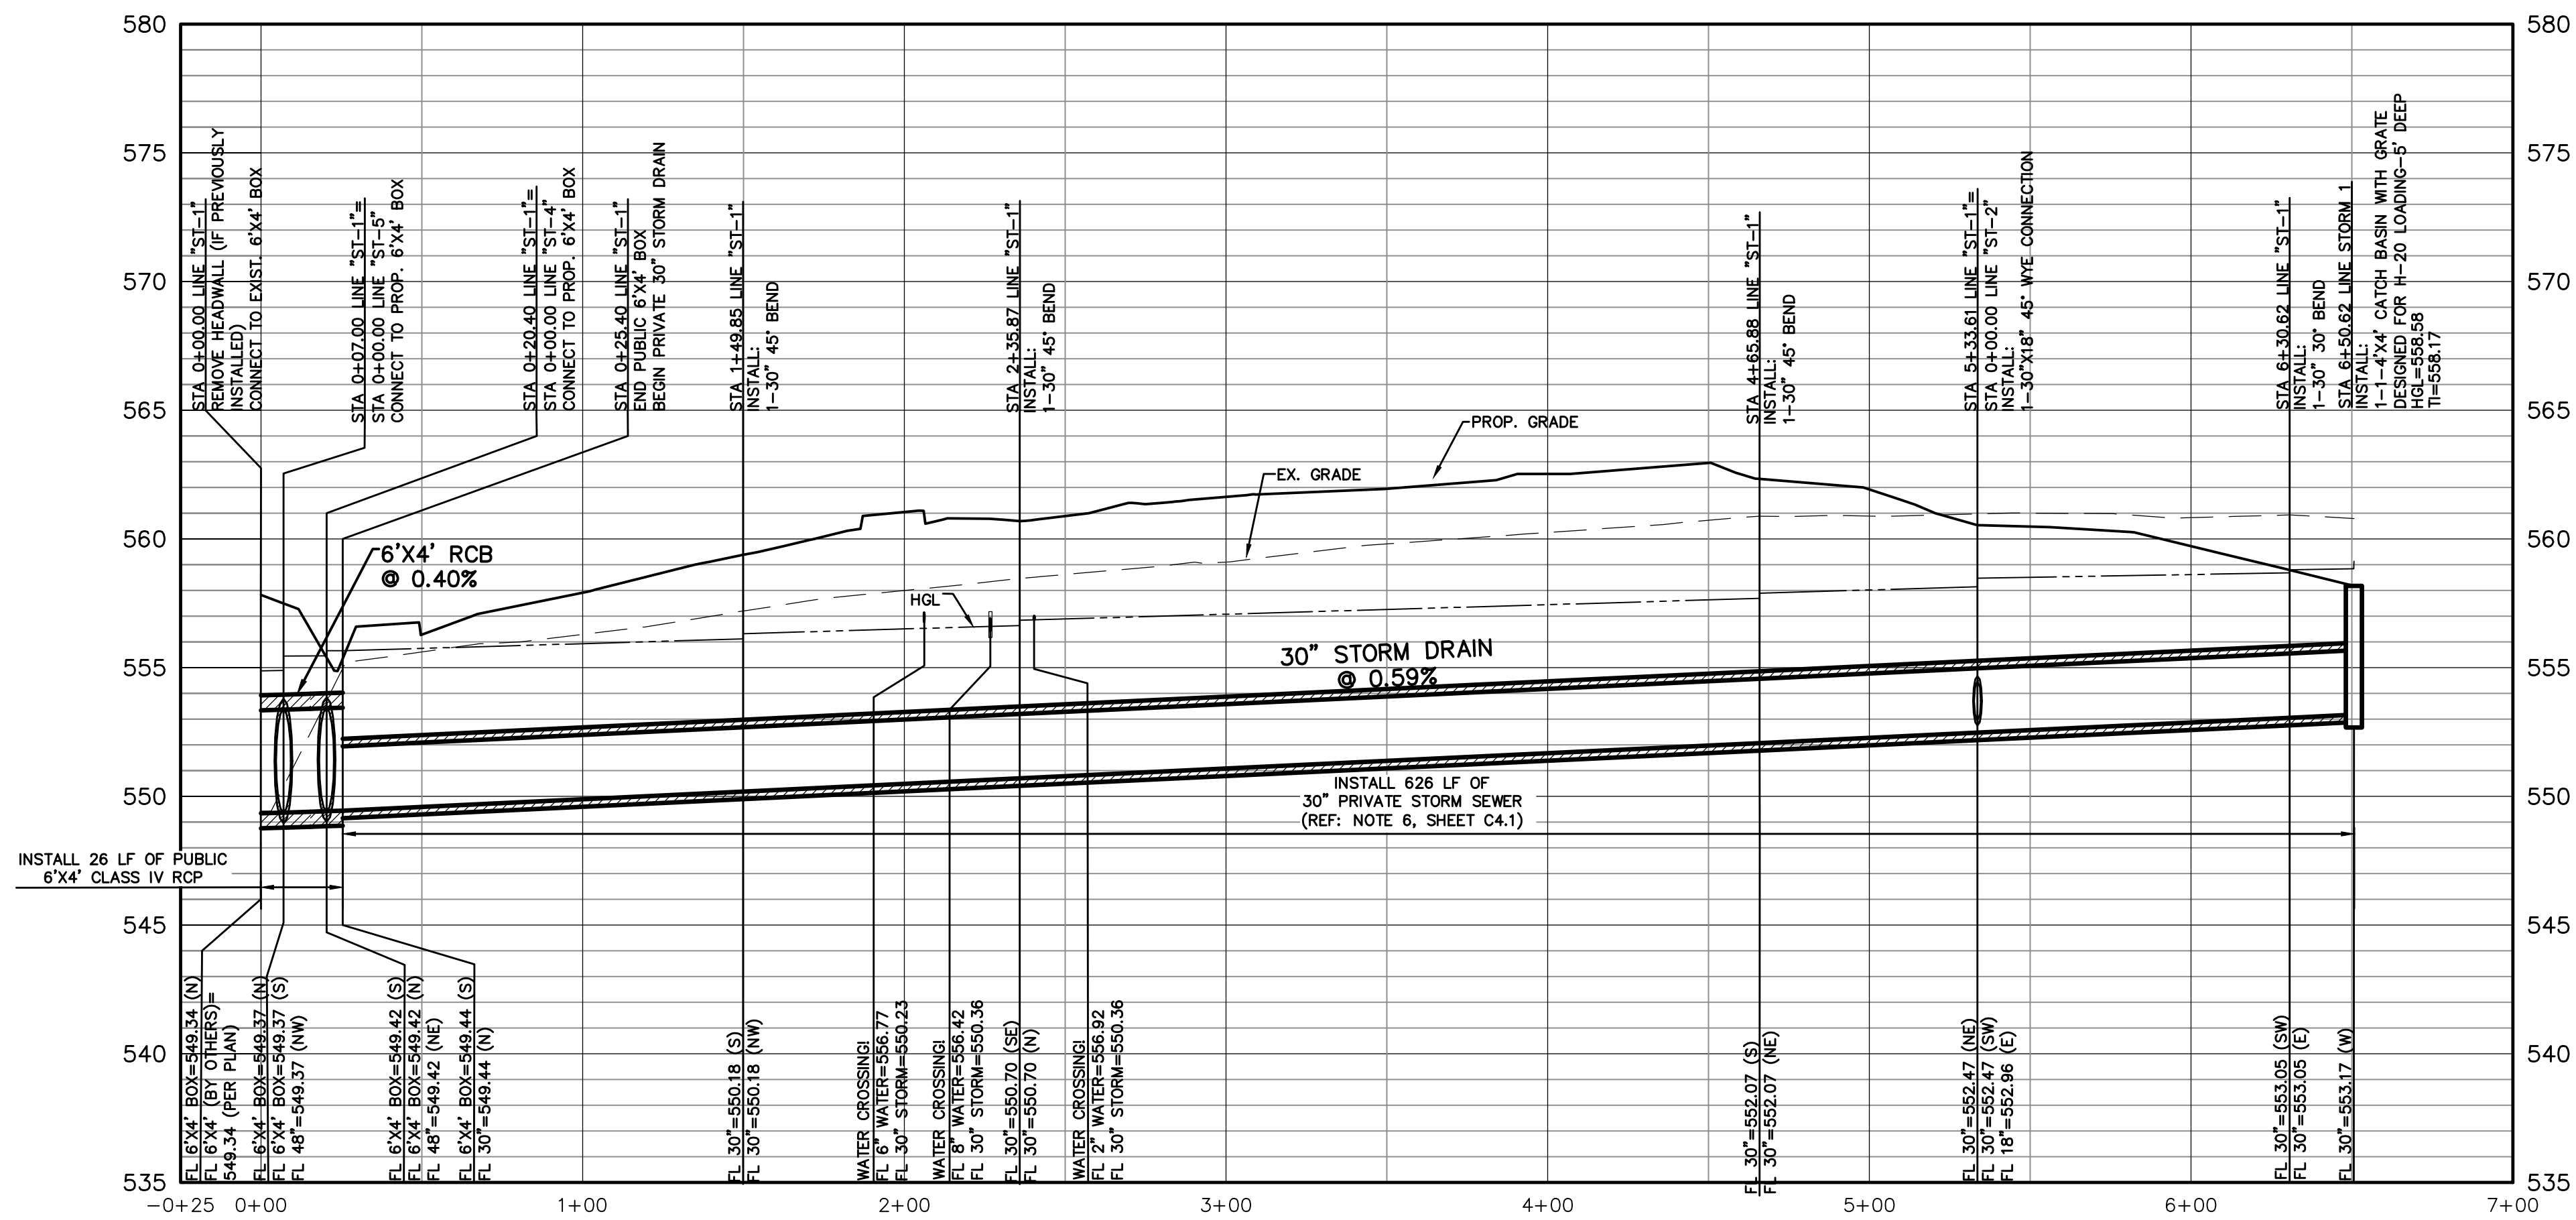 580
575
570
565
560
555
550
545
540
535
580
575
570
565
560
555
550
545
540
535
STA 0+00.00 LINE "ST-1"
REMOVE HEADWALL (IF PREVIOUSLY
INSTALLED)
CONNECT TO EXIST. 6'X4' BOX
STA 0+07.00 LINE "ST-1"=
STA 0+00.00 LINE "ST-5"
CONNECT TO PROP. 6'X4' BOX
STA 0+20.40 LINE "ST-1"=
STA 0+00.00 LINE "ST-4"
CONNECT TO PROP. 6'X4' BOX
STA 0+25.40 LINE "ST-1"
END PUBLIC 6'X4' BOX
BEGIN PRIVATE 30" STORM DRAIN
STA 1+49.85 LINE "ST-1"
INSTALL:
1-30" 45° BEND
STA 2+35.87 LINE "ST-1"
INSTALL:
1-30" 45° BEND
STA 4+65.88 LINE "ST-1"
INSTALL:
1-30" 45° BEND
STA 5+33.61 LINE "ST-1"=
STA 0+00.00 LINE "ST-2"
INSTALL:
1-30"X18" 45° WYE CONNECTION
STA 6+30.62 LINE "ST-1"
INSTALL:
1-30" 30° BEND
STA 6+50.62 LINE STORM 1
INSTALL:
1-1-4'X4' CATCH BASIN WITH GRATE
DESIGNED FOR H-20 LOADING-5' DEEP
HGL=558.58
TI=558.17
PROP. GRADE
EX. GRADE
6'X4' RCB
@ 0.40%
HGL
30" STORM DRAIN
@ 0.59%
INSTALL 626 LF OF
30" PRIVATE STORM SEWER
(REF: NOTE 6, SHEET C4.1)
INSTALL 26 LF OF PUBLIC
6'X4' CLASS IV RCP
FL 6'X4' BOX=549.34 (N)
FL 6'X4' (BY OTHERS)=
549.34 (PER PLAN)
FL 6'X4' BOX=549.37 (N)
FL 6'X4' BOX=549.37 (S)
FL 48"=549.37 (NW)
FL 6'X4' BOX=549.42 (S)
FL 6'X4' BOX=549.42 (N)
FL 48"=549.42 (NE)
FL 6'X4' BOX=549.44 (S)
FL 30"=549.44 (N)
FL 30"=550.18 (S)
FL 30"=550.18 (NW)
WATER CROSSING!
FL 6" WATER=556.77
FL 30" STORM=550.23
WATER CROSSING!
FL 8" WATER=556.42
FL 30" STORM=550.36
FL 30"=550.70 (SE)
FL 30"=550.70 (N)
WATER CROSSING!
FL 2" WATER=556.92
FL 30" STORM=550.36
FL 30"=552.07 (S)
FL 30"=552.07 (NE)
FL 30"=552.47 (NE)
FL 30"=552.47 (SW)
FL 18"=552.96 (E)
FL 30"=553.05 (SW)
FL 30"=553.05 (E)
FL 30"=553.17 (W)
-0+25 0+00 1+00 2+00 3+00 4+00 5+00 6+00 7+00